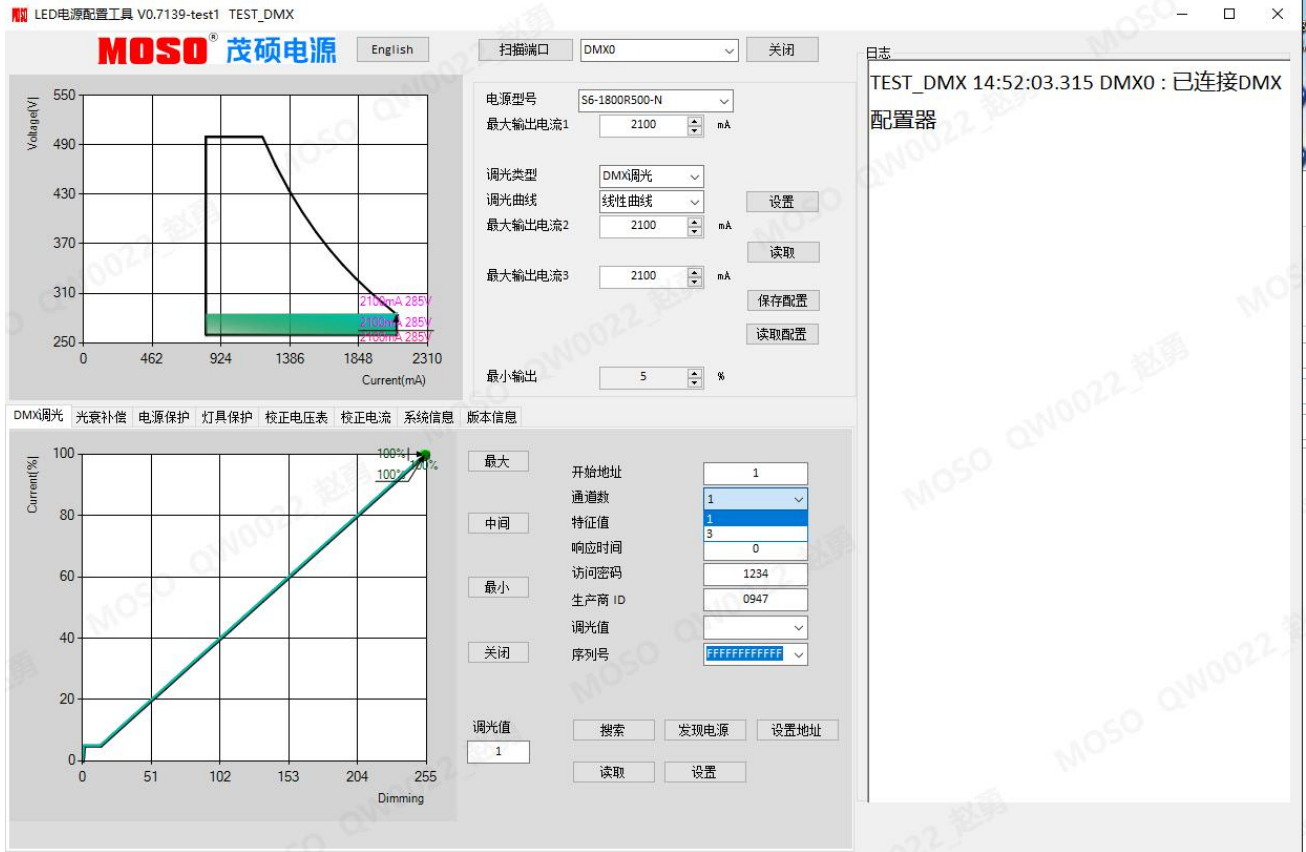 LED电源配置工具 V0.7139-test1 TEST_DMX
MOSO® 茂硕电源
English
扫描端口 DMX0 关闭
日志
TEST_DMX 14:52:03.315 DMX0 : 已连接DMX
配置器
Voltage[V]
550
490
430
370
310
250
0 462 924 1386 1848 2310
Current(mA)
2100mA 285V
2100mA 285V
2100mA 285V
电源型号 S6-1800R500-N
最大输出电流1 2100 mA
调光类型 DMX调光
调光曲线 线性曲线 设置
最大输出电流2 2100 mA
读取
最大输出电流3 2100 mA
保存配置
读取配置
最小输出 5 %
DMX调光 光衰补偿 电源保护 灯具保护 校正电压表 校正电流 系统信息 版本信息
Current[%]
100
80
60
40
20
0
0 51 102 153 204 255
Dimming
100%
100%
100%
最大
中间
最小
关闭
调光值
1
开始地址 1
通道数 1
1
特征值
3
响应时间 0
访问密码 1234
生产商 ID 0947
调光值
序列号 FFFFFFFFFFFF
搜索 发现电源 设置地址
读取 设置
MOSO QW0022_赵勇